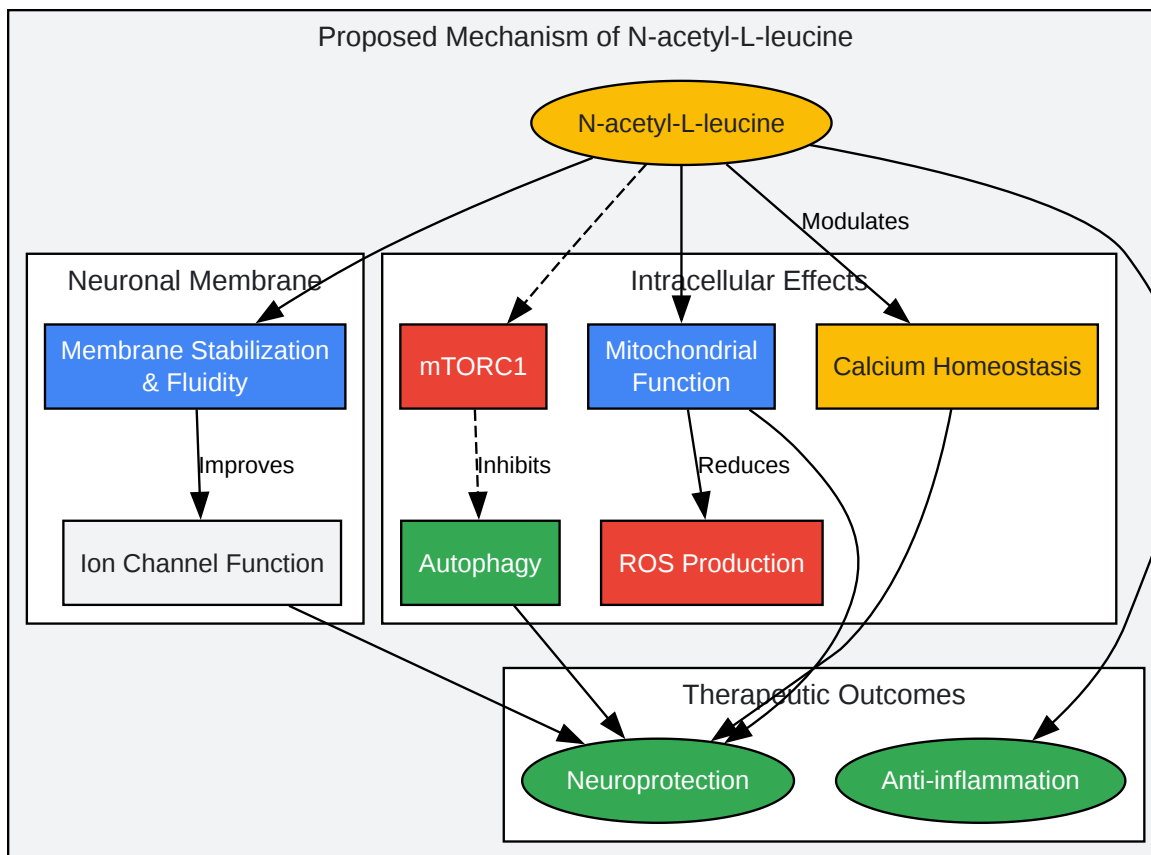 Proposed Mechanism of N-acetyl-L-leucine
N-acetyl-L-leucine
Modulates
Neuronal Membrane
Intracellular Effects
Membrane Stabilization
& Fluidity
mTORC1
Mitochondrial
Function
Calcium Homeostasis
Improves
Inhibits
Reduces
Ion Channel Function
Autophagy
ROS Production
Therapeutic Outcomes
Neuroprotection
Anti-inflammation